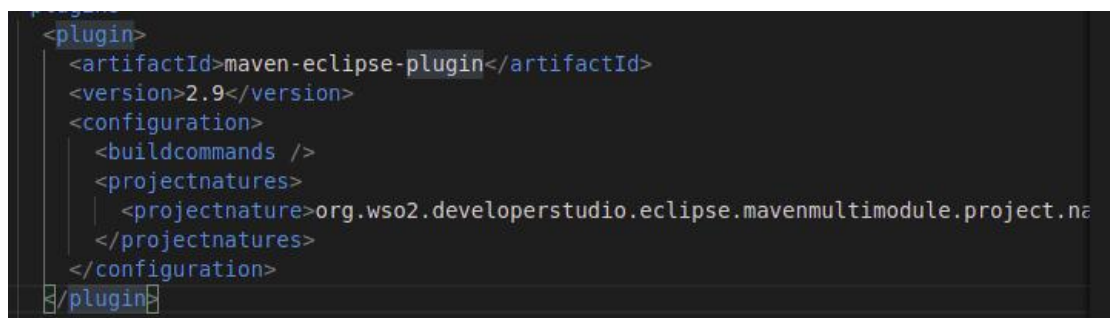 <plugin>
<artifactId>maven-eclipse-plugin</artifactId>
<version>2.9</version>
<configuration>
<buildcommands />
<projectnatures>
<projectnature>org.wso2.developerstudio.eclipse.mavenmultimodule.project.na
</projectnatures>
</configuration>
</plugin>